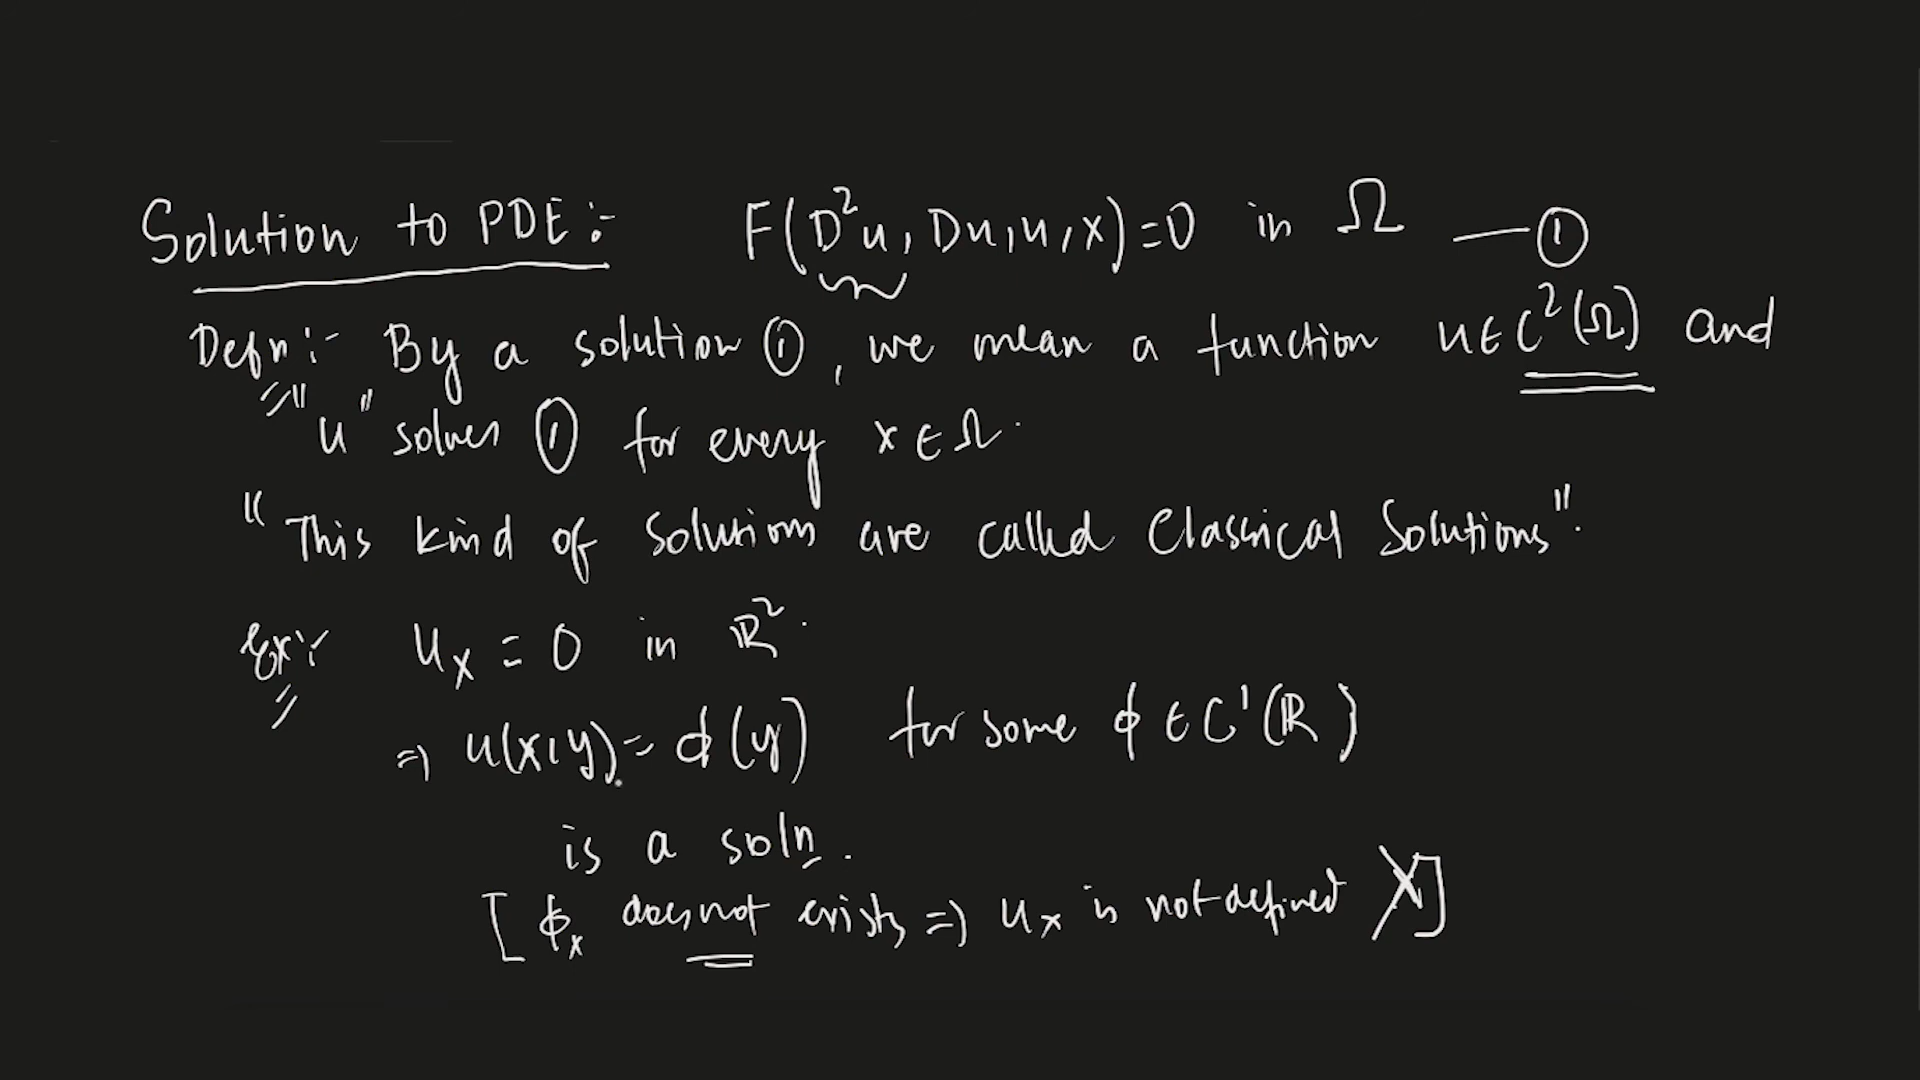 Solution to PDE :- F(D²u, Du, u, x) = 0 in Ω — ①
Defn :- By a solution ①, we mean a function u ∈ C²(Ω) and
"u" solves ① for every x ∈ Ω.
"This kind of solutions are called Classical Solutions".
Ex:- u_x = 0 in ℝ².
⇒ u(x,y) = ϕ(y) for some ϕ ∈ C¹(ℝ)
is a soln.
[ ϕ_x does not exists ⇒ u_x is not defined X]